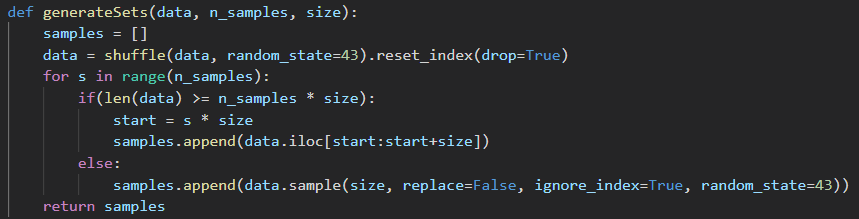 def generateSets(data, n_samples, size):
    samples = []
    data = shuffle(data, random_state=43).reset_index(drop=True)
    for s in range(n_samples):
        if(len(data) >= n_samples * size):
            start = s * size
            samples.append(data.iloc[start:start+size])
        else:
            samples.append(data.sample(size, replace=False, ignore_index=True, random_state=43))
    return samples